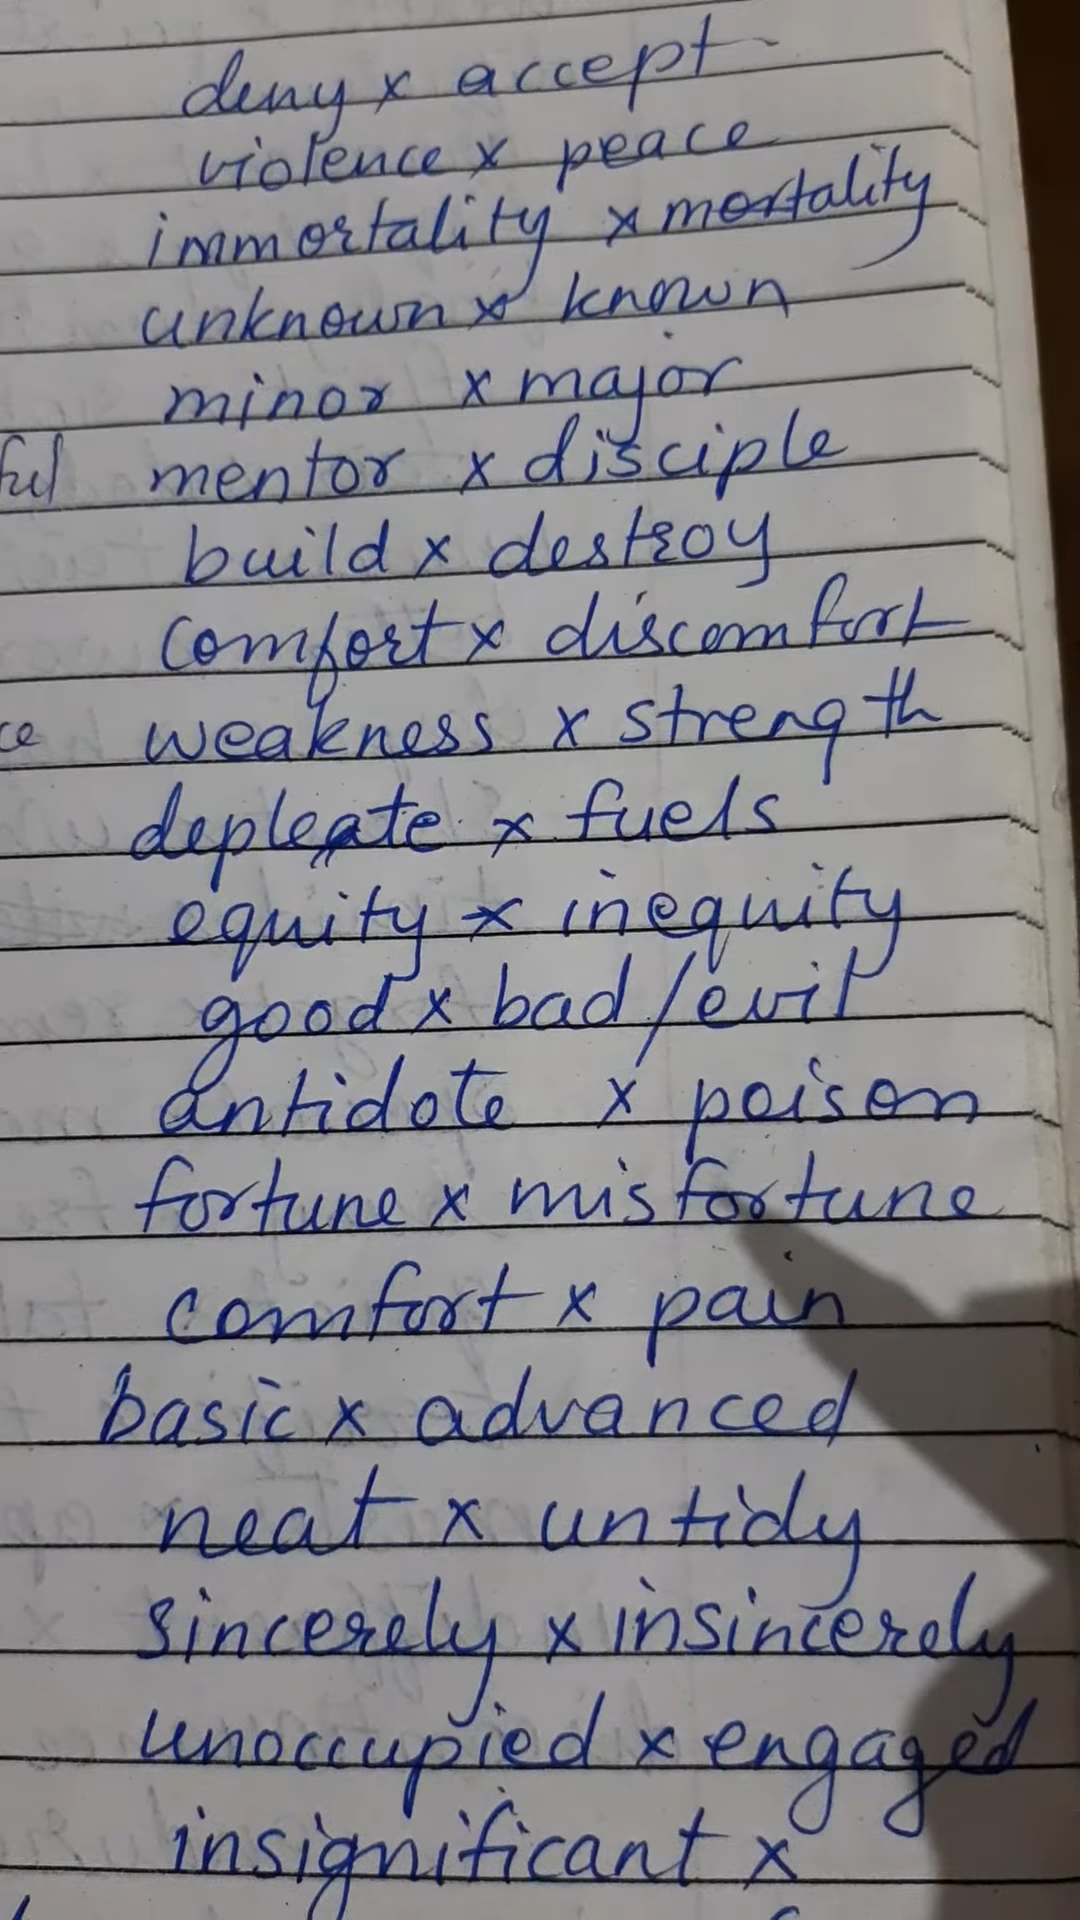 deny x accept
violence x peace
immortality x mortality
unknown x known
minor x major
ful mentor x disciple
build x destroy
comfort x discomfort
ce weakness x strength
depleate x fuels
equity x inequity
good x bad/evil
antidote x poison
fortune x misfortune
comfort x pain
basic x advanced
neat x untidy
sincerely x insincerely
unoccupied x engaged
insignificant x